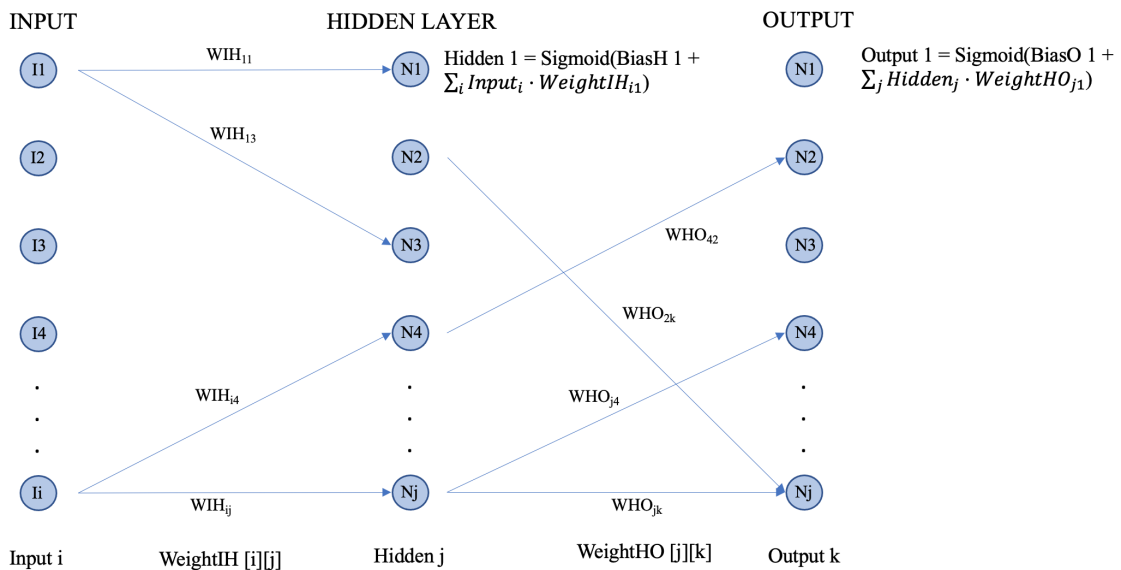 INPUT
HIDDEN LAYER
OUTPUT
I1
WIH₁₁
N1
Hidden 1 = Sigmoid(BiasH 1 +
∑ᵢ Inputᵢ · WeightIHᵢ₁)
N1
Output 1 = Sigmoid(BiasO 1 +
∑ⱼ Hiddenⱼ · WeightHOⱼ₁)
WIH₁₃
I2
N2
N2
I3
N3
WHO₄₂
N3
I4
N4
WHO₂ₖ
N4
WIHᵢ₄
WHOⱼ₄
Ii
WIHᵢⱼ
Nj
WHOⱼₖ
Nj
Input i
WeightIH [i][j]
Hidden j
WeightHO [j][k]
Output k